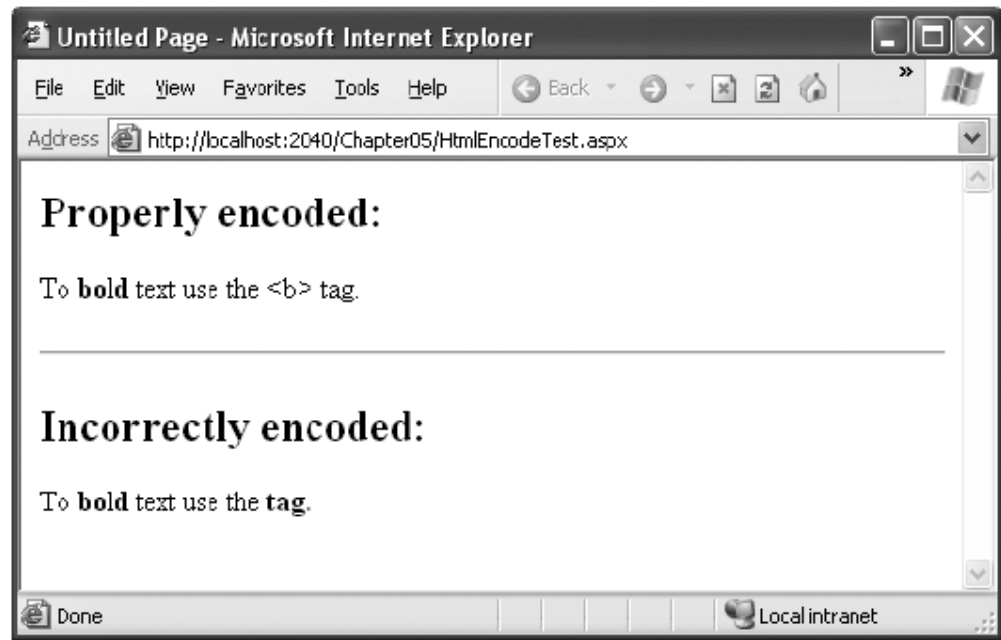 Untitled Page - Microsoft Internet Explorer
File Edit View Favorites Tools Help Back »
Address http://localhost:2040/Chapter05/HtmlEncodeTest.aspx
Properly encoded:
To bold text use the <b> tag.
Incorrectly encoded:
To bold text use the tag.
Done Local intranet